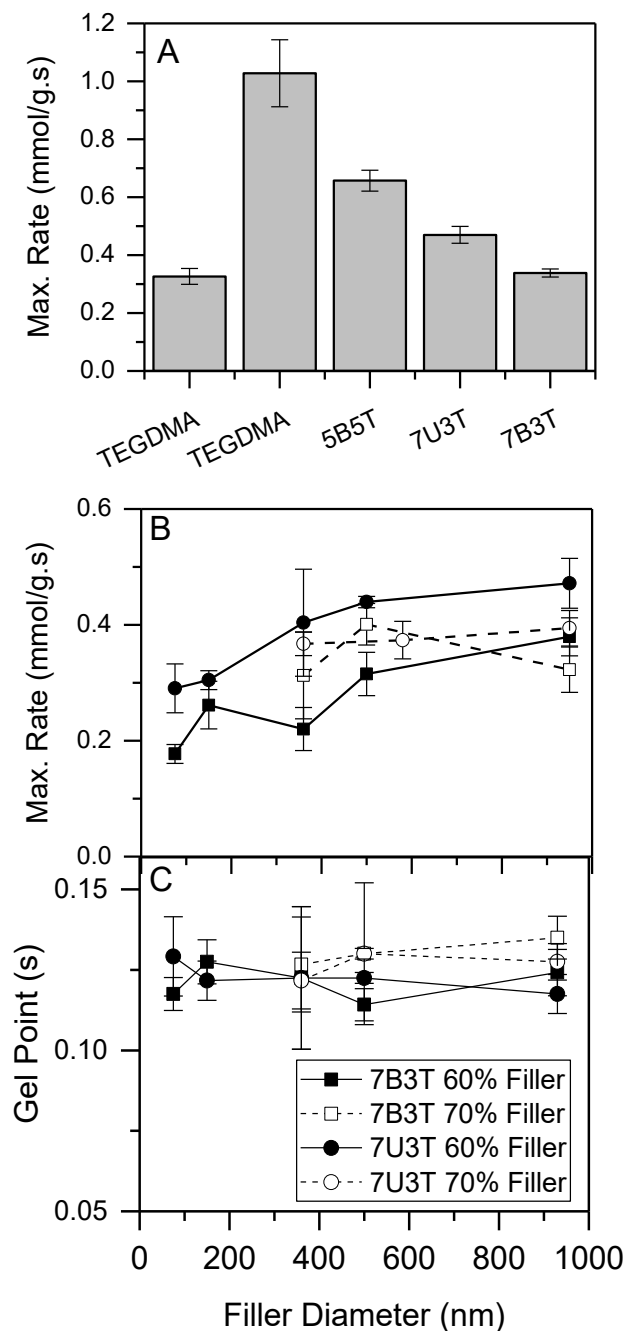 A
Max. Rate (mmol/g.s)
1.2
1.0
0.8
0.6
0.4
0.2
0.0
TEGDMA
TEGDMA
5B5T
7U3T
7B3T
B
Max. Rate (mmol/g.s)
0.6
0.4
0.2
0.0
C
Gel Point (s)
0.15
0.10
0.05
7B3T 60% Filler
7B3T 70% Filler
7U3T 60% Filler
7U3T 70% Filler
0 200 400 600 800 1000
Filler Diameter (nm)